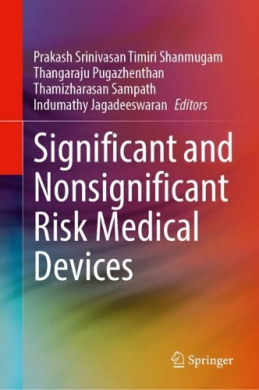 Prakash Srinivasan Timiri Shanmugam
Thangaraju Pugazhenthan
Thamizharasan Sampath
Indumathy Jagadeeswaran Editors
Significant and
Nonsignificant
Risk Medical
Devices
Springer